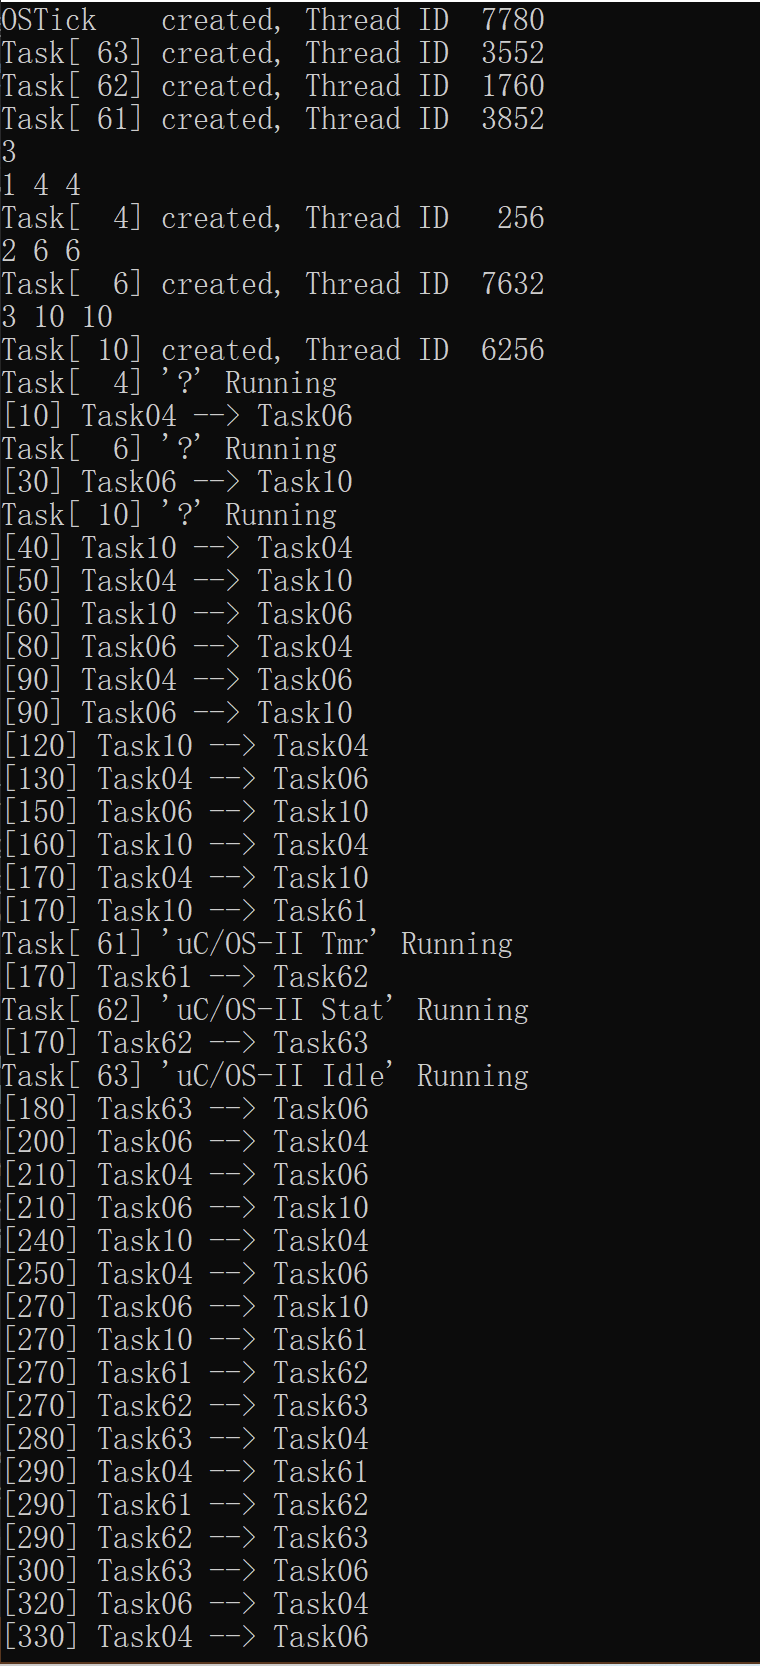 OSTick    created, Thread ID  7780
Task[ 63] created, Thread ID  3552
Task[ 62] created, Thread ID  1760
Task[ 61] created, Thread ID  3852
3
1 4 4
Task[  4] created, Thread ID   256
2 6 6
Task[  6] created, Thread ID  7632
3 10 10
Task[ 10] created, Thread ID  6256
Task[  4] '?' Running
[10] Task04 --> Task06
Task[  6] '?' Running
[30] Task06 --> Task10
Task[ 10] '?' Running
[40] Task10 --> Task04
[50] Task04 --> Task10
[60] Task10 --> Task06
[80] Task06 --> Task04
[90] Task04 --> Task06
[90] Task06 --> Task10
[120] Task10 --> Task04
[130] Task04 --> Task06
[150] Task06 --> Task10
[160] Task10 --> Task04
[170] Task04 --> Task10
[170] Task10 --> Task61
Task[ 61] 'uC/OS-II Tmr' Running
[170] Task61 --> Task62
Task[ 62] 'uC/OS-II Stat' Running
[170] Task62 --> Task63
Task[ 63] 'uC/OS-II Idle' Running
[180] Task63 --> Task06
[200] Task06 --> Task04
[210] Task04 --> Task06
[210] Task06 --> Task10
[240] Task10 --> Task04
[250] Task04 --> Task06
[270] Task06 --> Task10
[270] Task10 --> Task61
[270] Task61 --> Task62
[270] Task62 --> Task63
[280] Task63 --> Task04
[290] Task04 --> Task61
[290] Task61 --> Task62
[290] Task62 --> Task63
[300] Task63 --> Task06
[320] Task06 --> Task04
[330] Task04 --> Task06